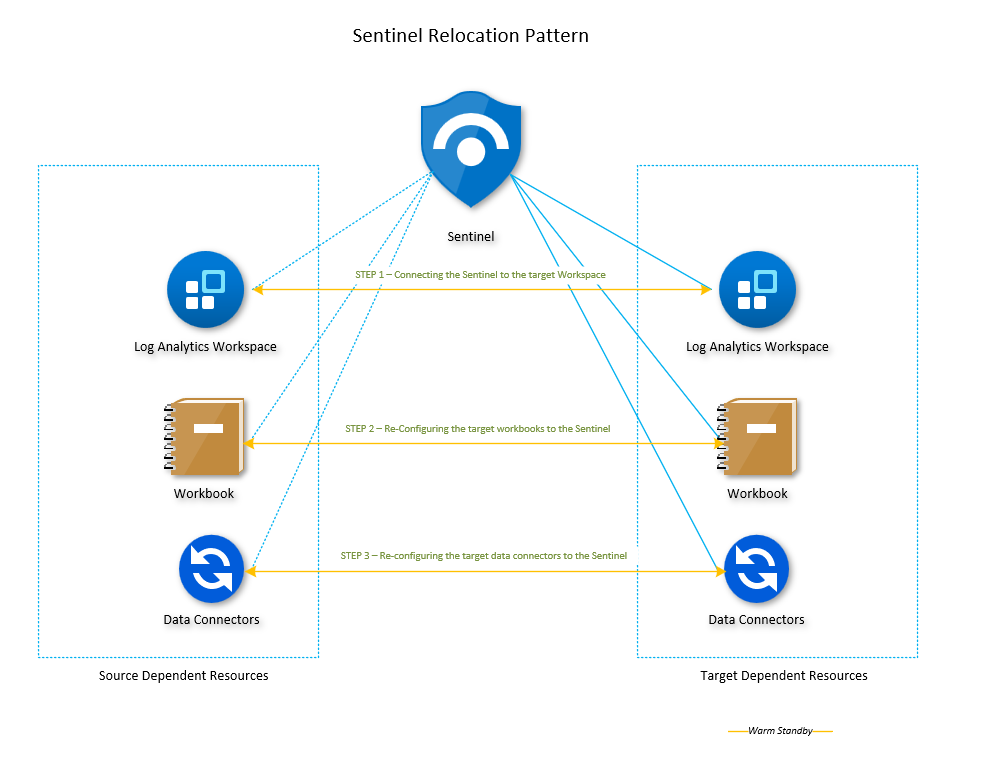 Sentinel Relocation Pattern
Sentinel
STEP 1 – Connecting the Sentinel to the target Workspace
Log Analytics Workspace
Log Analytics Workspace
STEP 2 – Re-Configuring the target workbooks to the Sentinel
Workbook
Workbook
STEP 3 – Re-configuring the target data connectors to the Sentinel
Data Connectors
Data Connectors
Source Dependent Resources
Target Dependent Resources
Warm Standby